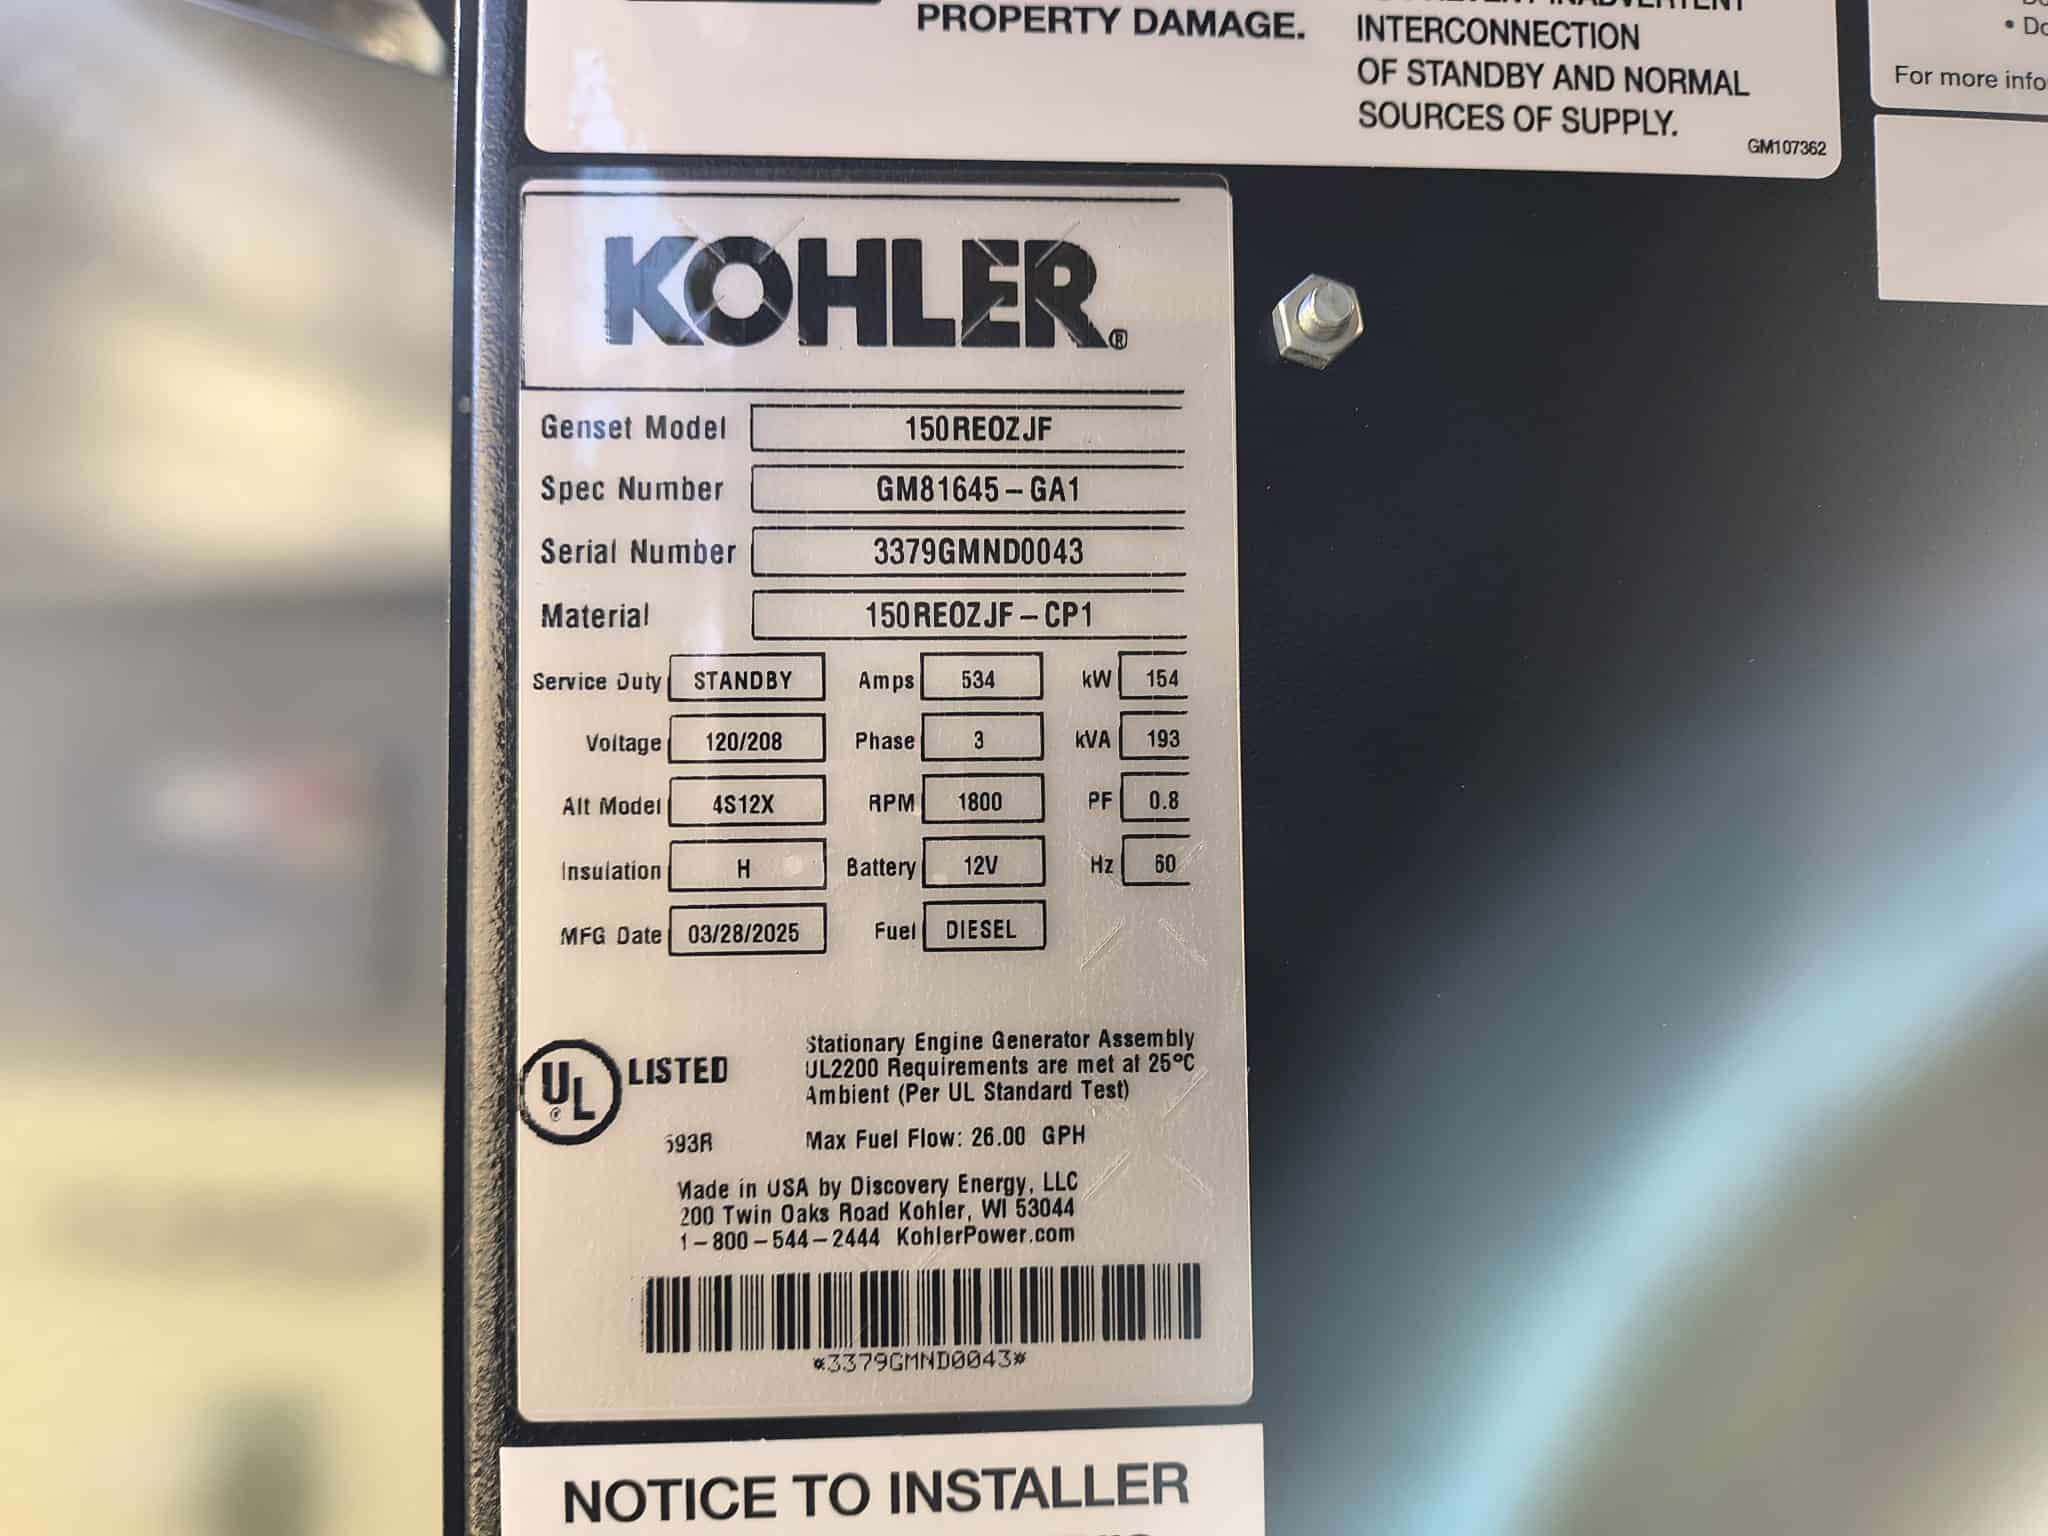 PROPERTY DAMAGE.
INADVERTENT
INTERCONNECTION
OF STANDBY AND NORMAL
SOURCES OF SUPPLY.
GM107362
• Do
For more info
KOHLER®
Genset Model 150REOZJF
Spec Number GM81645-GA1
Serial Number 3379GMND0043
Material 150REOZJF-CP1
Service Duty STANDBY Amps 534 kW 154
Voltage 120/208 Phase 3 kVA 193
Alt Model 4S12X RPM 1800 PF 0.8
Insulation H Battery 12V Hz 60
MFG Date 03/28/2025 Fuel DIESEL
UL® LISTED
Stationary Engine Generator Assembly
UL2200 Requirements are met at 25°C
Ambient (Per UL Standard Test)
593R Max Fuel Flow: 26.00 GPH
Made in USA by Discovery Energy, LLC
200 Twin Oaks Road Kohler, WI 53044
1-800-544-2444 KohlerPower.com
*3379GMND0043*
NOTICE TO INSTALLER